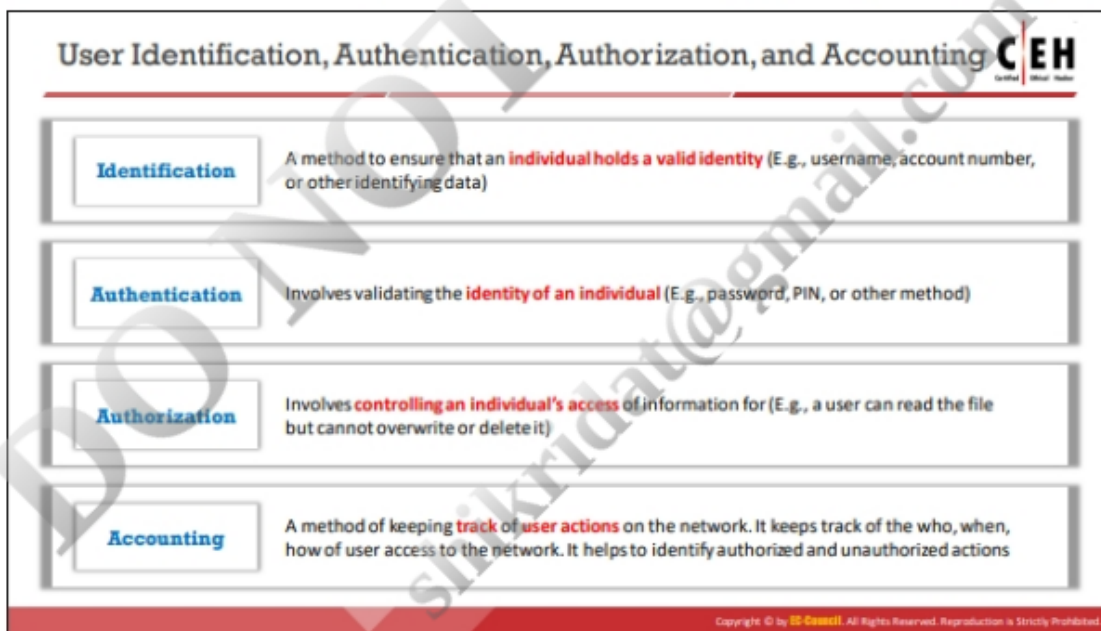 User Identification, Authentication, Authorization, and Accounting
C|EH
Certified Ethical Hacker
Identification
A method to ensure that an individual holds a valid identity (E.g., username, account number,
or other identifying data)
Authentication
Involves validating the identity of an individual (E.g., password, PIN, or other method)
Authorization
Involves controlling an individual's access of information for (E.g., a user can read the file
but cannot overwrite or delete it)
Accounting
A method of keeping track of user actions on the network. It keeps track of the who, when,
how of user access to the network. It helps to identify authorized and unauthorized actions
DO NOT
shikridat@gmail.com
Copyright © by EC-Council. All Rights Reserved. Reproduction is Strictly Prohibited.